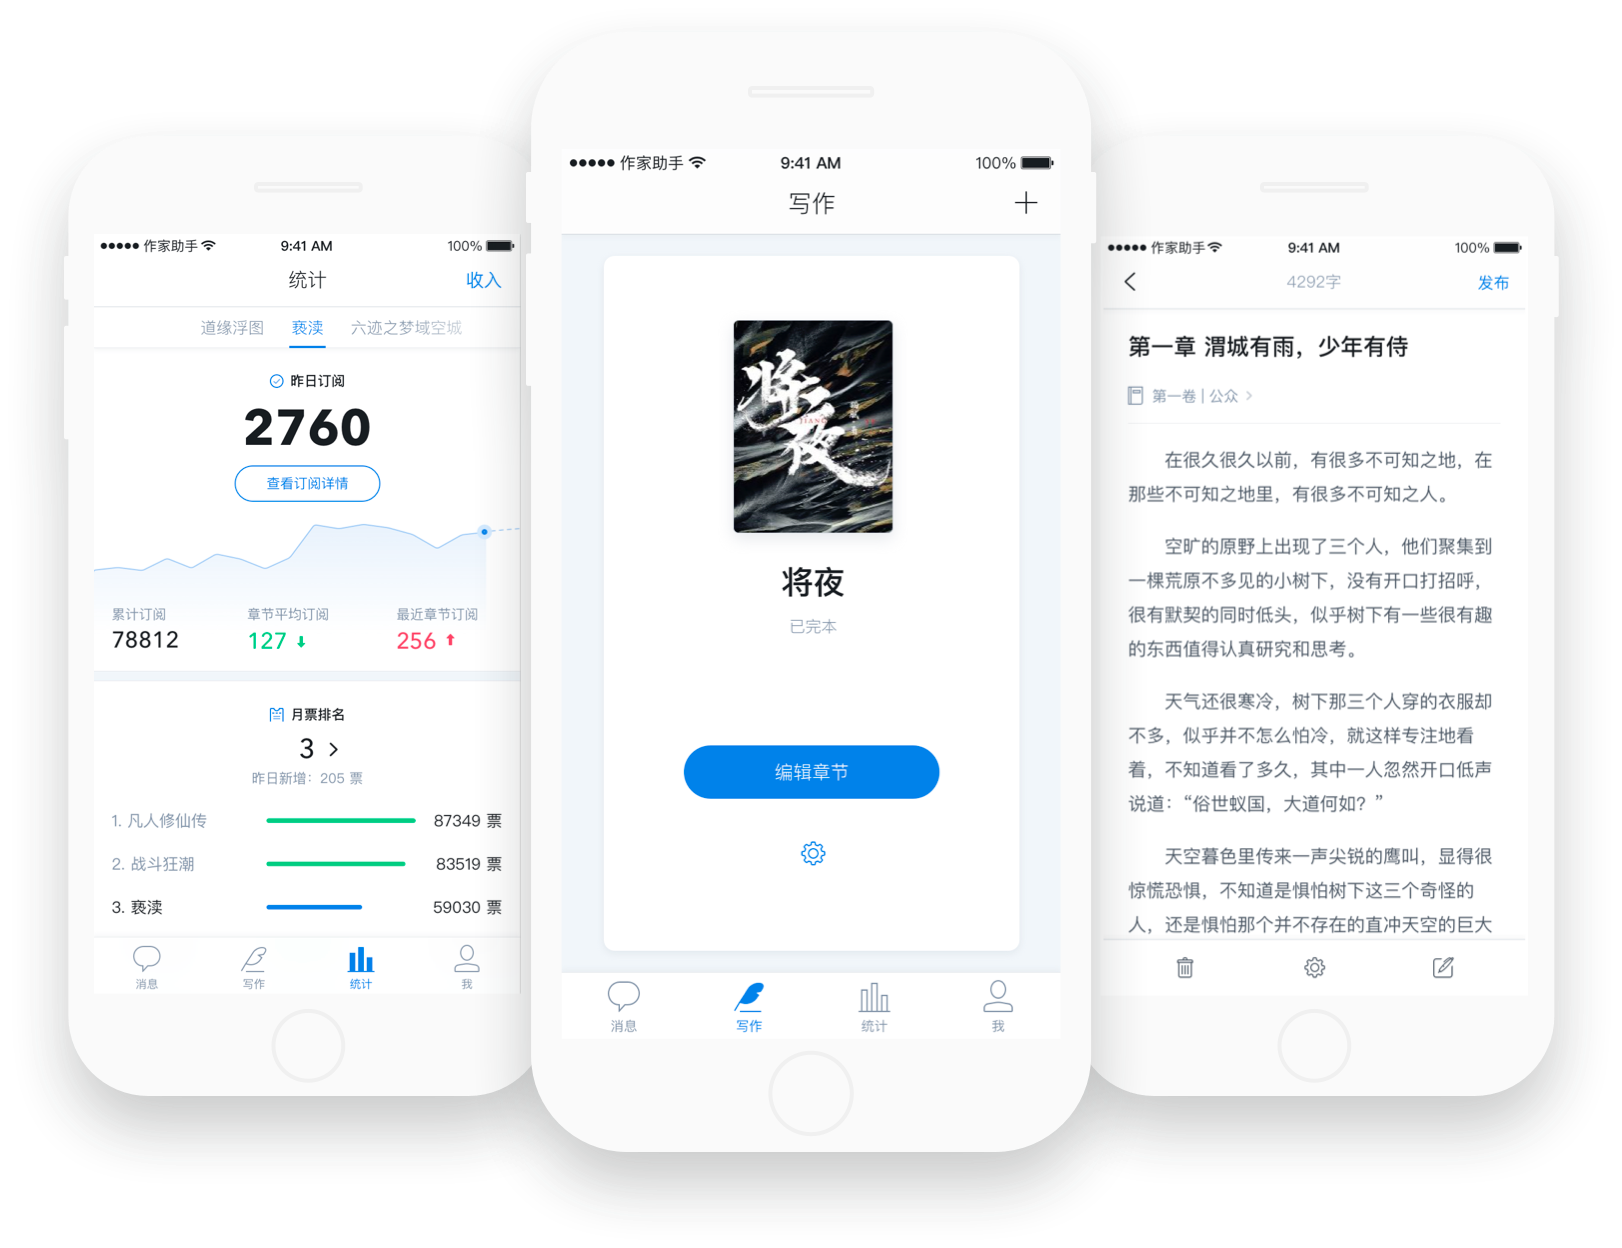 作家助手
9:41 AM
100%
统计
收入
道缘浮图
亵渎
六迹之梦域空城
昨日订阅
2760
查看订阅详情
累计订阅
章节平均订阅
最近章节订阅
78812
127
256
月票排名
3
昨日新增：205 票
1. 凡人修仙传
87349 票
2. 战斗狂潮
83519 票
3. 亵渎
59030 票
消息
写作
统计
我
作家助手
9:41 AM
100%
写作
将夜
JIANG
将夜
已完本
编辑章节
消息
写作
统计
我
作家助手
9:41 AM
100%
4292字
发布
第一章 渭城有雨，少年有侍
第一卷 | 公众
在很久很久以前，有很多不可知之地，在
那些不可知之地里，有很多不可知之人。
空旷的原野上出现了三个人，他们聚集到
一棵荒原不多见的小树下，没有开口打招呼，
很有默契的同时低头，似乎树下有一些很有趣
的东西值得认真研究和思考。
天气还很寒冷，树下那三个人穿的衣服却
不多，似乎并不怎么怕冷，就这样专注地看
着，不知道看了多久，其中一人忽然开口低声
说道：“俗世蚁国，大道何如？”
天空暮色里传来一声尖锐的鹰叫，显得很
惊慌恐惧，不知道是惧怕树下这三个奇怪的
人，还是惧怕那个并不存在的直冲天空的巨大